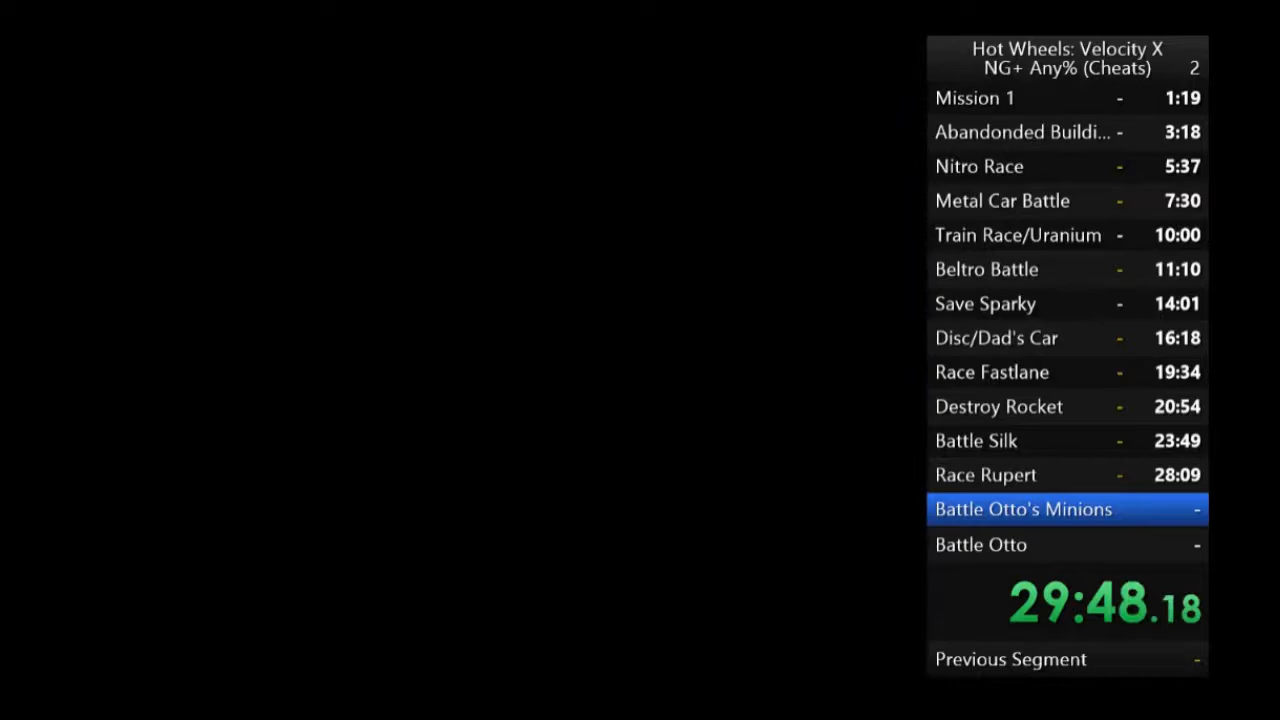 Hot Wheels: Velocity X
NG+ Any% (Cheats) 2
Mission 1 - 1:19
Abandonded Buildi... - 3:18
Nitro Race - 5:37
Metal Car Battle - 7:30
Train Race/Uranium - 10:00
Beltro Battle - 11:10
Save Sparky - 14:01
Disc/Dad's Car - 16:18
Race Fastlane - 19:34
Destroy Rocket - 20:54
Battle Silk - 23:49
Race Rupert - 28:09
Battle Otto's Minions -
Battle Otto -
29:48.18
Previous Segment -